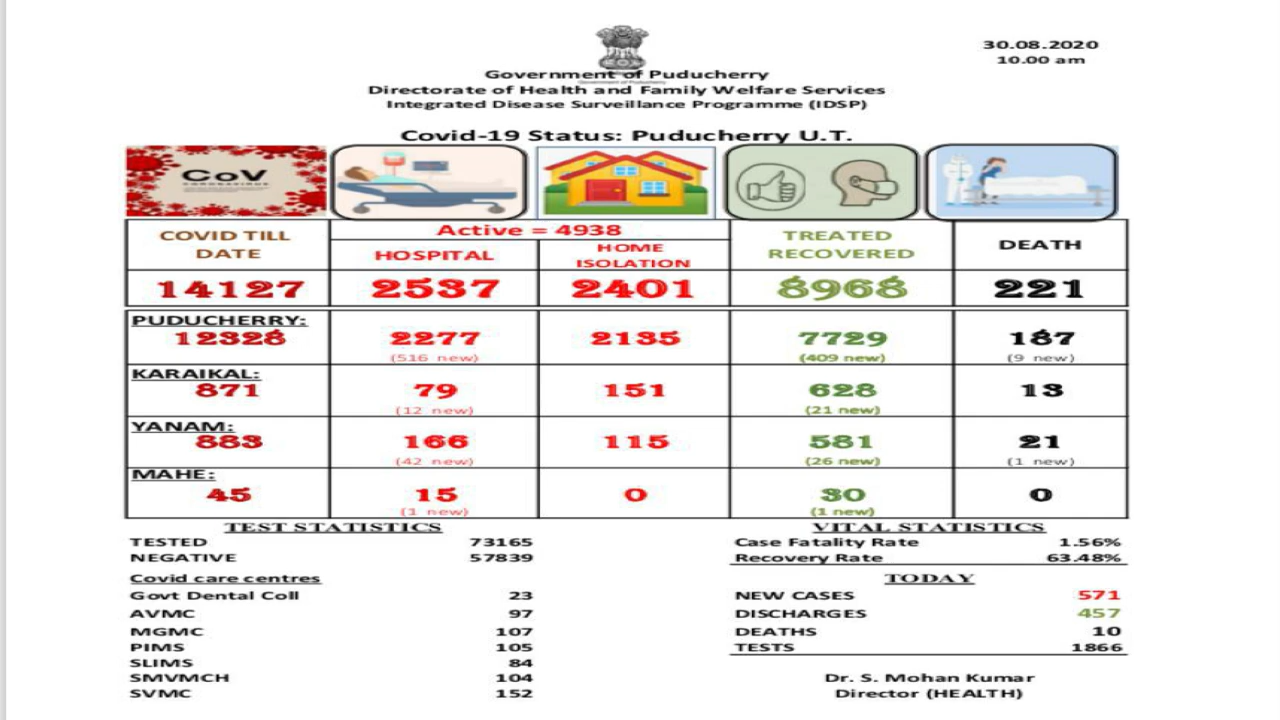 30.08.2020
10.00 am
Government of Puducherry
Directorate of Health and Family Welfare Services
Integrated Disease Surveillance Programme (IDSP)
Covid-19 Status: Puducherry U.T.
CoV
CORONAVIRUS
COVID TILL DATE
Active = 4938
HOSPITAL
HOME ISOLATION
TREATED RECOVERED
DEATH
14127 2537 2401 8968 221
PUDUCHERRY:
12328 2277 2135 7729 187
(516 new) (409 new) (9 new)
KARAIKAL:
871 79 151 628 13
(12 new) (21 new)
YANAM:
883 166 115 581 21
(42 new) (26 new) (1 new)
MAHE:
45 15 0 30 0
(1 new) (1 new)
TEST STATISTICS
TESTED 73165
NEGATIVE 57839
Covid care centres
Govt Dental Coll 23
AVMC 97
MGMC 107
PIMS 105
SLIMS 84
SMVMCH 104
SVMC 152
VITAL STATISTICS
Case Fatality Rate 1.56%
Recovery Rate 63.48%
TODAY
NEW CASES 571
DISCHARGES 457
DEATHS 10
TESTS 1866
Dr. S. Mohan Kumar
Director (HEALTH)